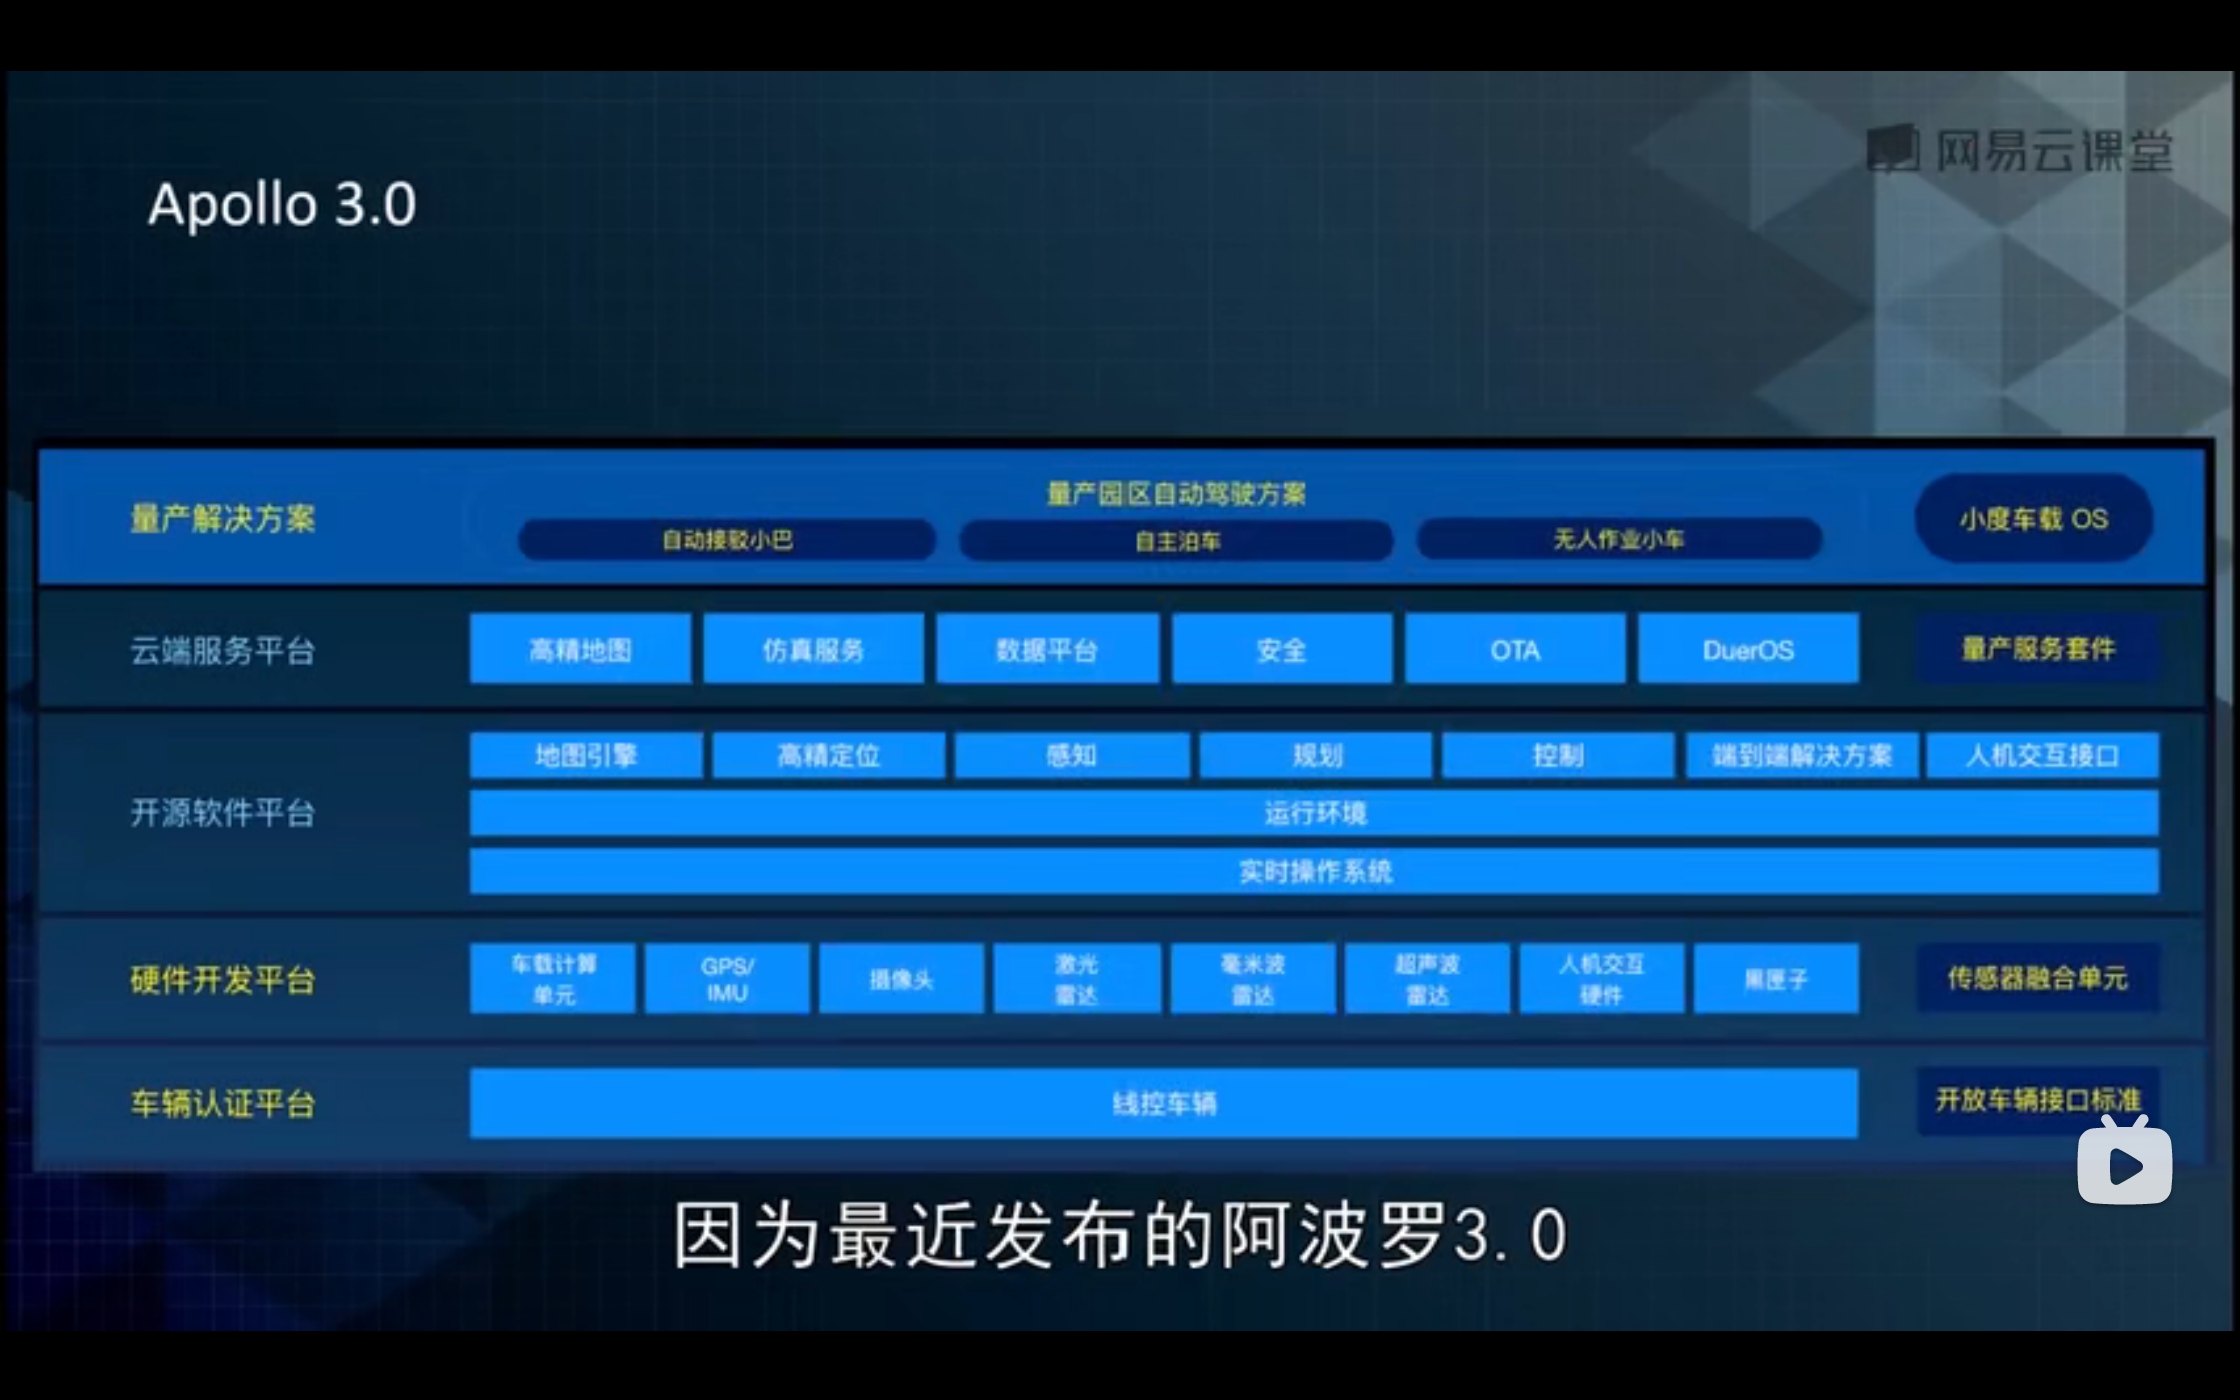 网易云课堂
Apollo 3.0
量产解决方案
量产园区自动驾驶方案
自动接驳小巴
自主泊车
无人作业小车
小度车载 OS
云端服务平台
高精地图
仿真服务
数据平台
安全
OTA
DuerOS
量产服务套件
开源软件平台
地图引擎
高精定位
感知
规划
控制
端到端解决方案
人机交互接口
运行环境
实时操作系统
硬件开发平台
车载计算
单元
GPS/
IMU
摄像头
激光
雷达
毫米波
雷达
超声波
雷达
人机交互
硬件
黑匣子
传感器融合单元
车辆认证平台
线控车辆
开放车辆接口标准
因为最近发布的阿波罗3.0